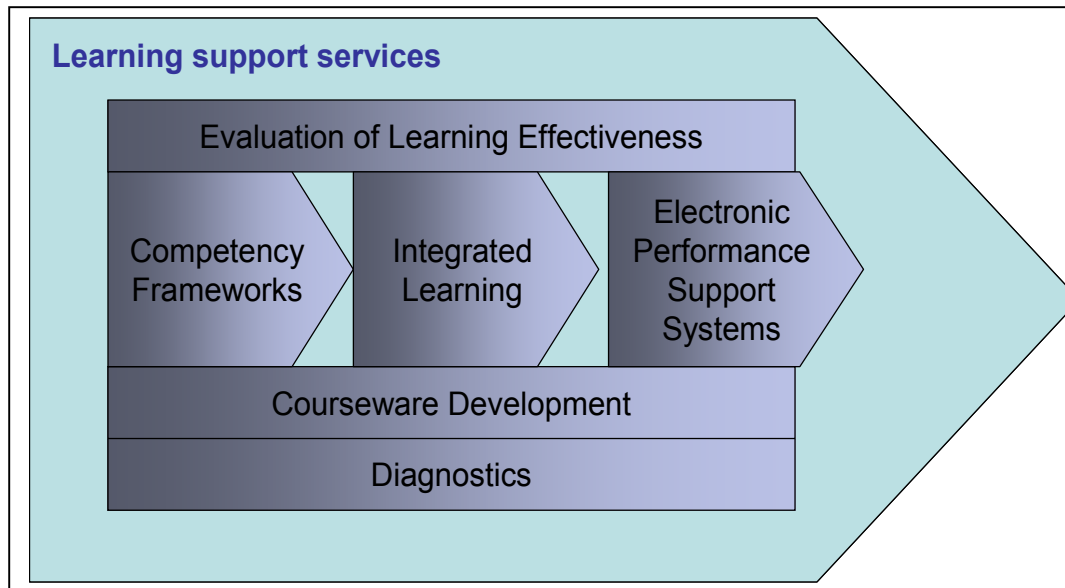 Learning support services
Evaluation of Learning Effectiveness
Competency
Frameworks
Integrated
Learning
Electronic
Performance
Support
Systems
Courseware Development
Diagnostics